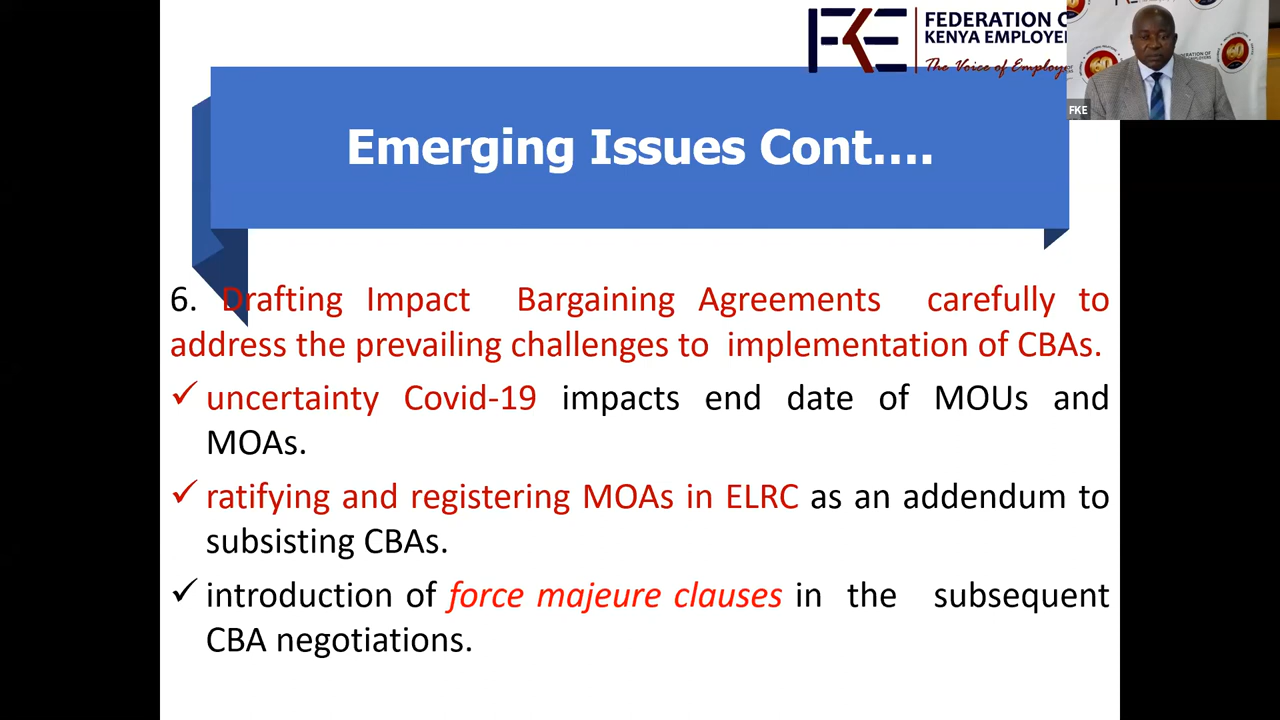 FEDERATION O
KENYA EMPLOYER
The Voice of Employe
FKE
Emerging Issues Cont....
6. Drafting Impact Bargaining Agreements carefully to
address the prevailing challenges to implementation of CBAs.
✓ uncertainty Covid-19 impacts end date of MOUs and
MOAs.
✓ ratifying and registering MOAs in ELRC as an addendum to
subsisting CBAs.
✓ introduction of force majeure clauses in the subsequent
CBA negotiations.